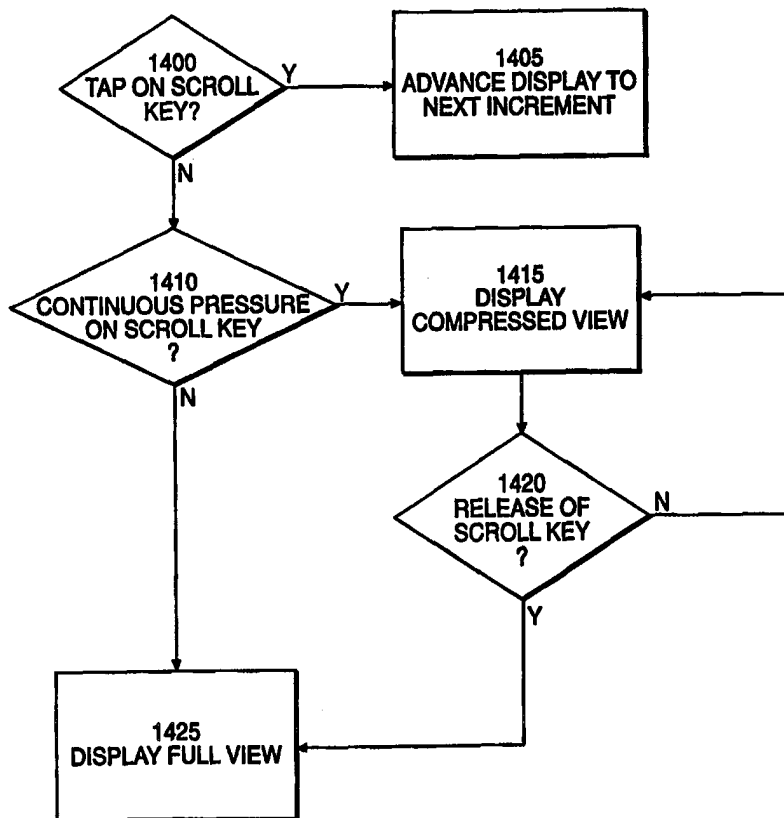 1400
TAP ON SCROLL
KEY?
Y
1405
ADVANCE DISPLAY TO
NEXT INCREMENT
N
1410
CONTINUOUS PRESSURE
ON SCROLL KEY
?
Y
1415
DISPLAY
COMPRESSED VIEW
N
1420
RELEASE OF
SCROLL KEY
?
N
Y
1425
DISPLAY FULL VIEW